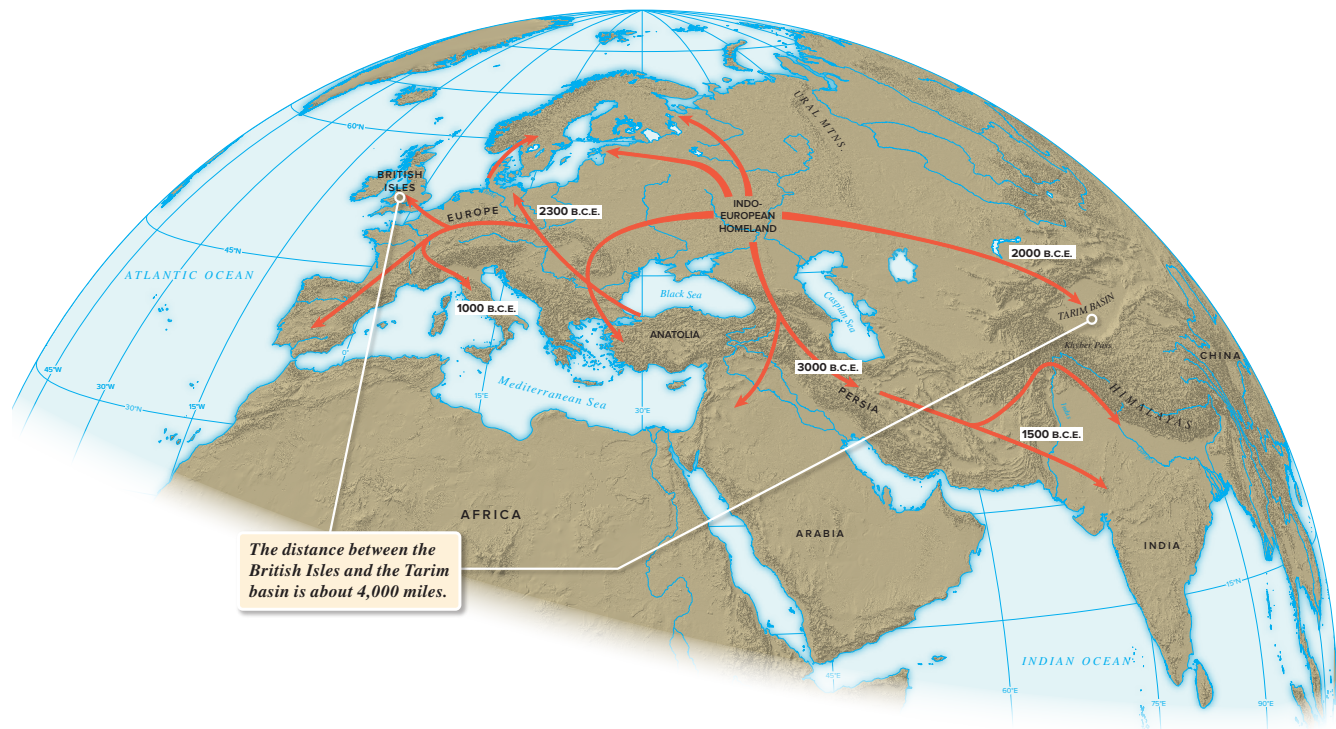 60°N
URAL MTNS.
BRITISH
ISLES
EUROPE
2300 B.C.E.
INDO-
EUROPEAN
HOMELAND
45°N
2000 B.C.E.
ATLANTIC OCEAN
Black Sea
Caspian Sea
TARIM BASIN
1000 B.C.E.
ANATOLIA
Khyber Pass
CHINA
0°
45°W
30°W
15°W
30°N
3000 B.C.E.
PERSIA
HIMALAYAS
Mediterranean Sea
15°E
30°E
Indus
1500 B.C.E.
AFRICA
ARABIA
INDIA
The distance between the
British Isles and the Tarim
basin is about 4,000 miles.
15°N
INDIAN OCEAN
45°E
60°E
75°E
90°E